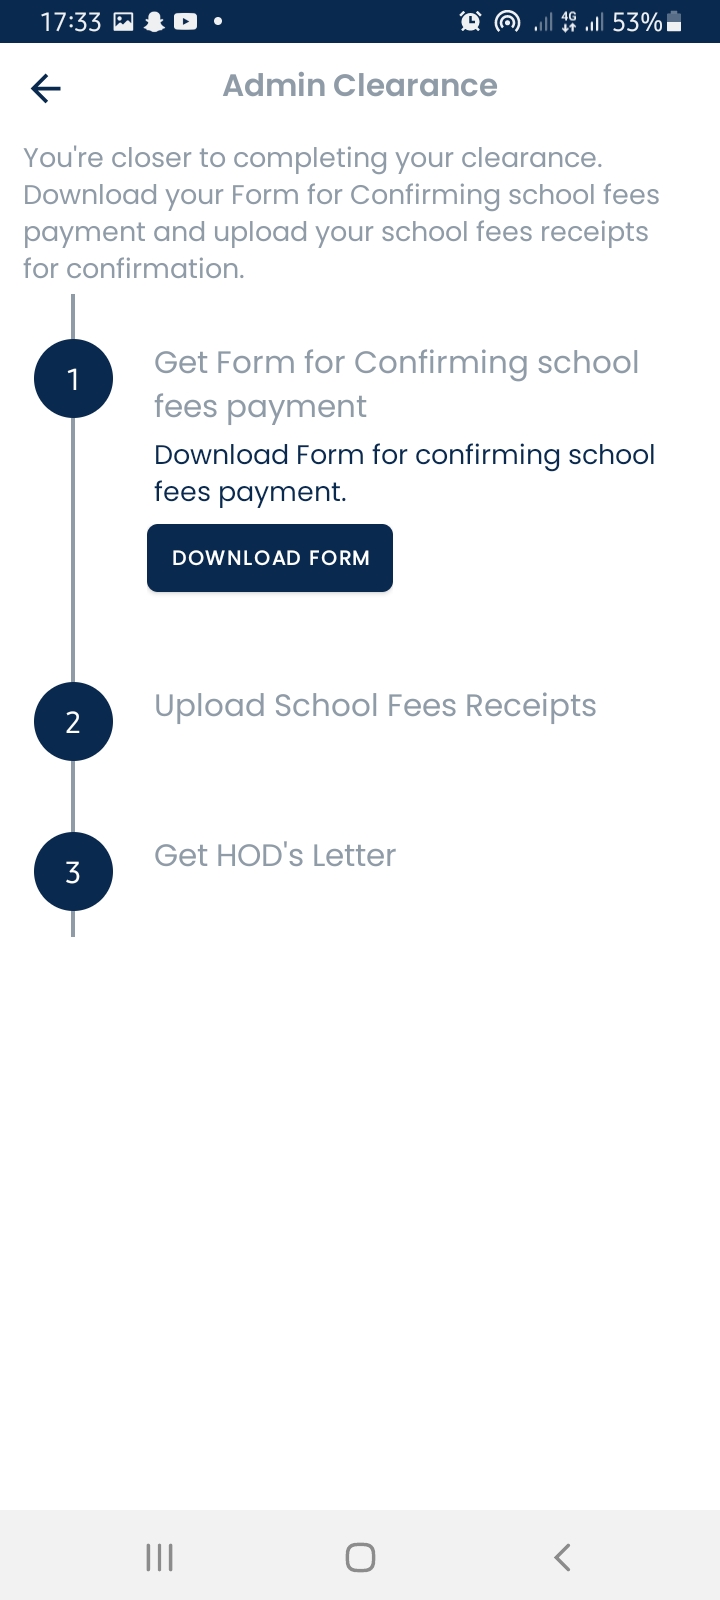 17:33
4G
53%
Admin Clearance
You're closer to completing your clearance.
Download your Form for Confirming school fees
payment and upload your school fees receipts
for confirmation.
1
Get Form for Confirming school
fees payment
Download Form for confirming school
fees payment.
DOWNLOAD FORM
2
Upload School Fees Receipts
3
Get HOD's Letter